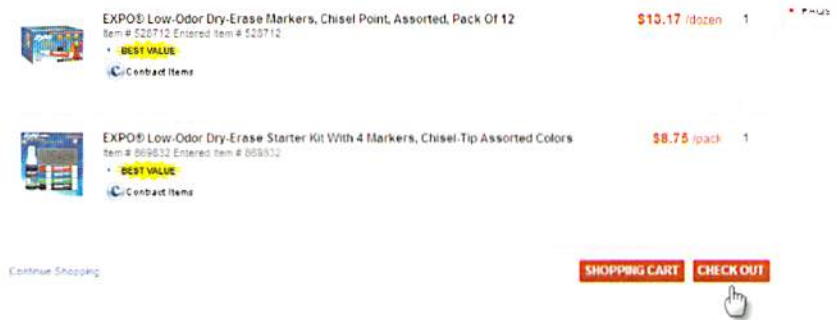 EXPO® Low-Odor Dry-Erase Markers, Chisel Point, Assorted, Pack Of 12 $13.17 /dozen 1
Item # 528712 Entered Item # 528712
BEST VALUE
Contract Items
EXPO® Low-Odor Dry-Erase Starter Kit With 4 Markers, Chisel-Tip Assorted Colors $8.75 /pack 1
Item # 869832 Entered Item # 869832
BEST VALUE
Contract Items
Continue Shopping SHOPPING CART CHECK OUT